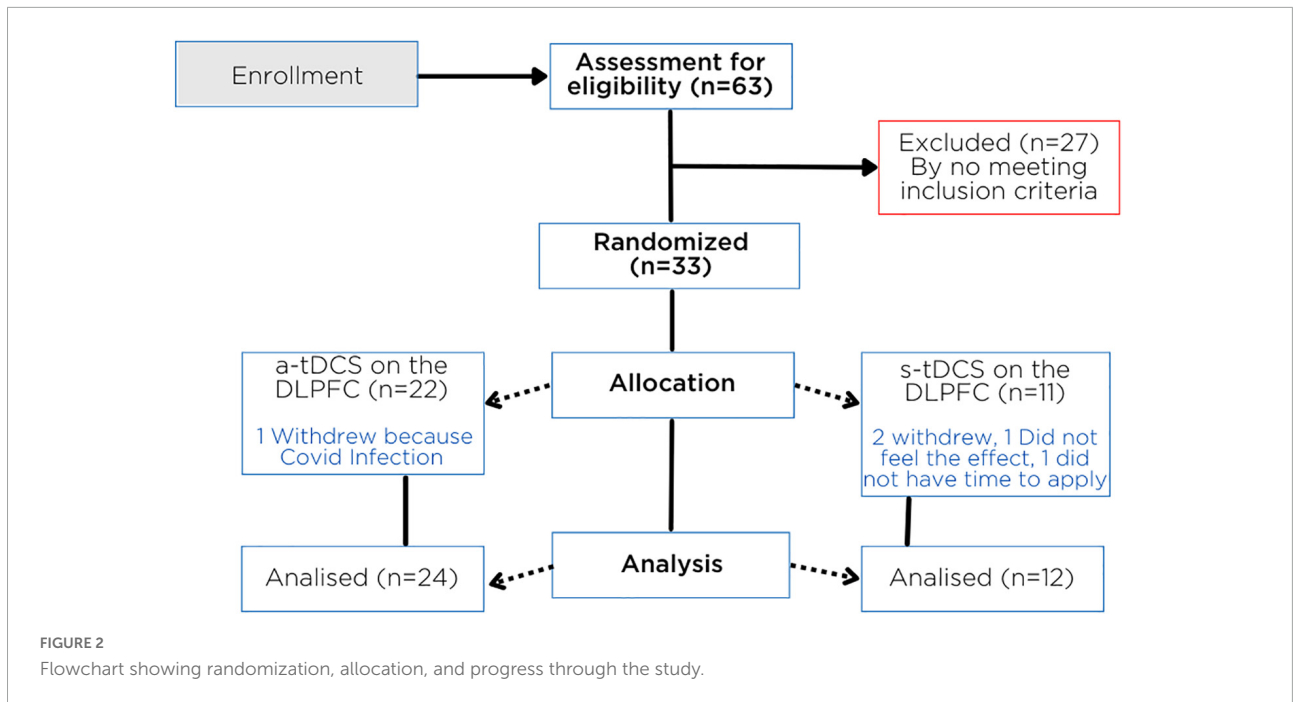 Enrollment
Assessment for
eligibility (n=63)
Excluded (n=27)
By no meeting
inclusion criteria
Randomized
(n=33)
a-tDCS on the
DLPFC (n=22)
1 Withdrew because
Covid Infection
Allocation
s-tDCS on the
DLPFC (n=11)
2 withdrew, 1 Did not
feel the effect, 1 did
not have time to apply
Analised (n=24)
Analysis
Analised (n=12)
FIGURE 2
Flowchart showing randomization, allocation, and progress through the study.